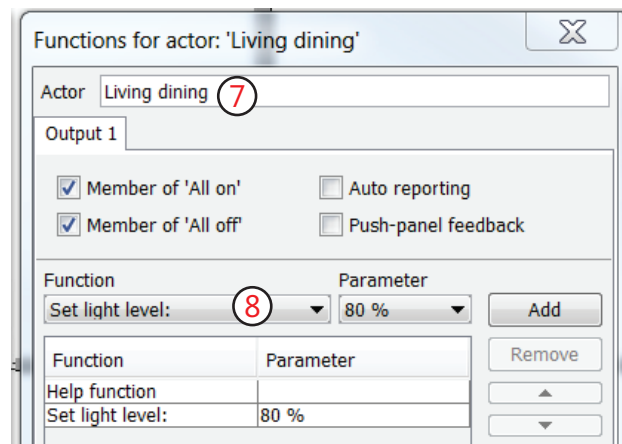 Functions for actor: 'Living dining'
Actor Living dining 7
Output 1
Member of 'All on' Auto reporting
Member of 'All off' Push-panel feedback
Function Parameter
Set light level: 8 80 % Add
Function Parameter Remove
Help function
Set light level: 80 %